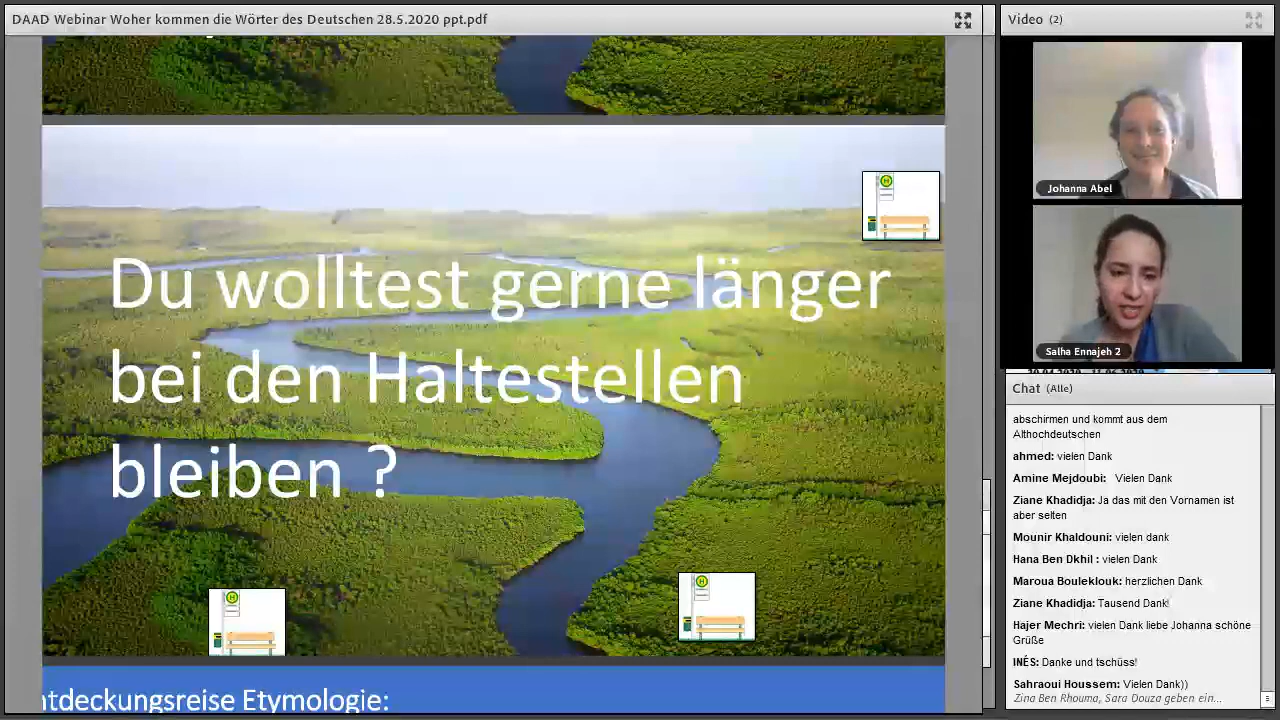 DAAD Webinar Woher kommen die Wörter des Deutschen 28.5.2020 ppt.pdf
Du wolltest gerne länger
bei den Haltestellen
bleiben ?
H
H
H
ntdeckungsreise Etymologie:
Video (2)
Johanna Abel
Salha Ennajeh 2
Chat (Alle)
abschirmen und kommt aus dem
Althochdeutschen
ahmed: vielen Dank
Amine Mejdoubi: Vielen Dank
Ziane Khadidja: Ja das mit den Vornamen ist
aber selten
Mounir Khaldouni: vielen dank
Hana Ben Dkhil : vielen Dank
Maroua Bouleklouk: herzlichen Dank
Ziane Khadidja: Tausend Dank!
Hajer Mechri: vielen Dank liebe Johanna schöne
Grüße
INÉS: Danke und tschüss!
Sahraoui Houssem: Vielen Dank))
Zina Ben Rhouma, Sara Douza geben ein...